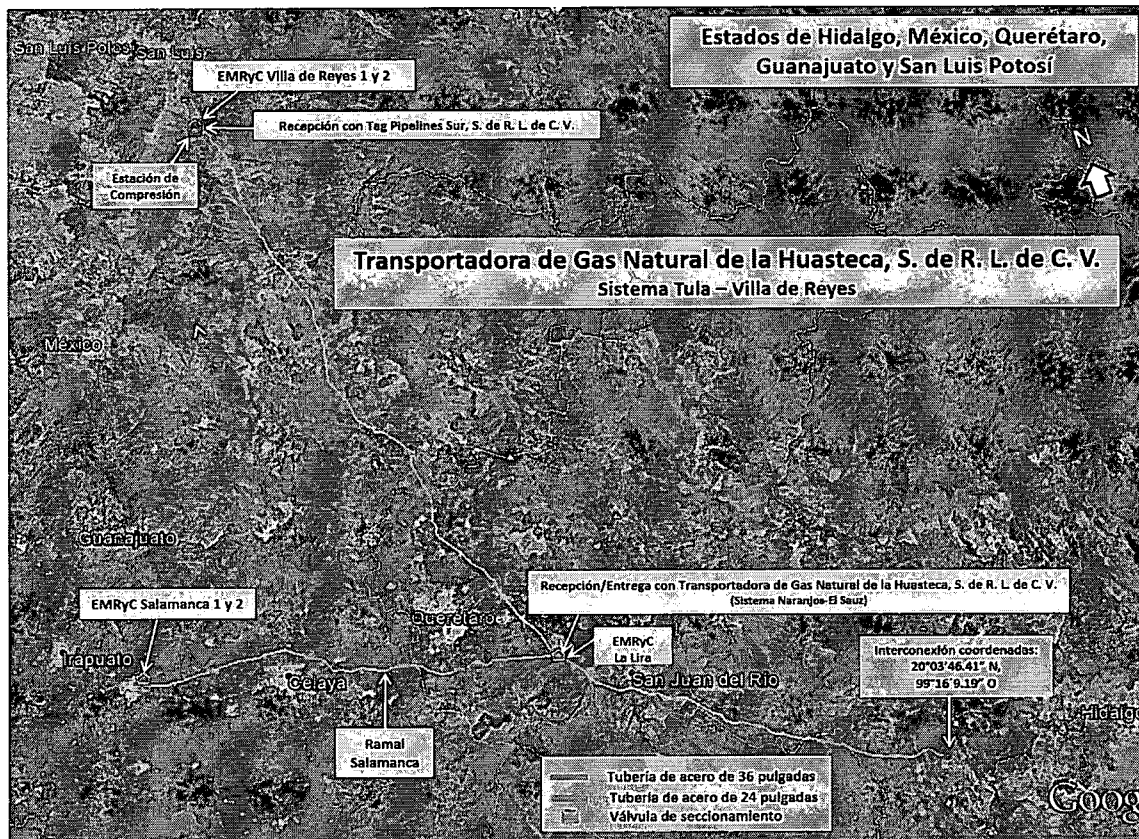 San Luis Potosí
San Luis
Estados de Hidalgo, México, Querétaro,
Guanajuato y San Luis Potosí
EMRyC Villa de Reyes 1 y 2
Recepción con Tag Pipelines Sur, S. de R. L. de C. V.
Estación de
Compresión
N
Transportadora de Gas Natural de la Huasteca, S. de R. L. de C. V.
Sistema Tula – Villa de Reyes
México
Guanajuato
EMRyC Salamanca 1 y 2
Recepción/Entrega con Transportadora de Gas Natural de la Huasteca, S. de R. L. de C. V.
(Sistema Naranjos-El Sauz)
Querétaro
EMRyC
La Lira
Interconexión coordenadas:
20°03'46.41" N,
99°16'9.19" O
Irapuato
Celaya
San Juan del Río
Hidalgo
Ramal
Salamanca
Tubería de acero de 36 pulgadas
Tubería de acero de 24 pulgadas
Válvula de seccionamiento
Goog